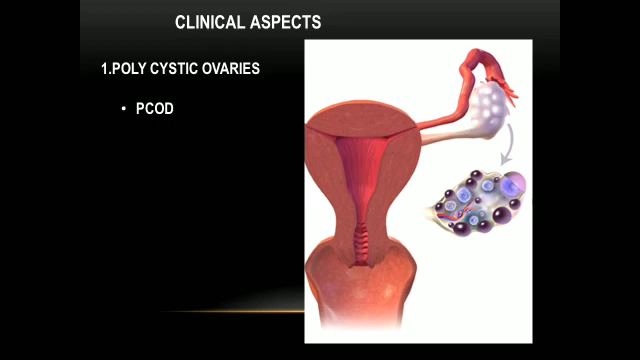 CLINICAL ASPECTS
1.POLY CYSTIC OVARIES
• PCOD